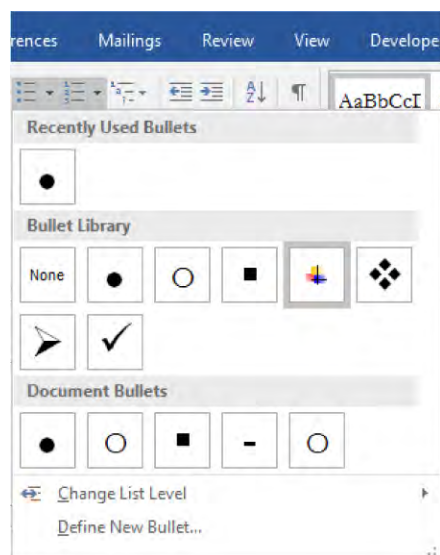 rences Mailings Review View Develope
AaBbCcI
Recently Used Bullets
Bullet Library
None
Document Bullets
Change List Level
Define New Bullet...